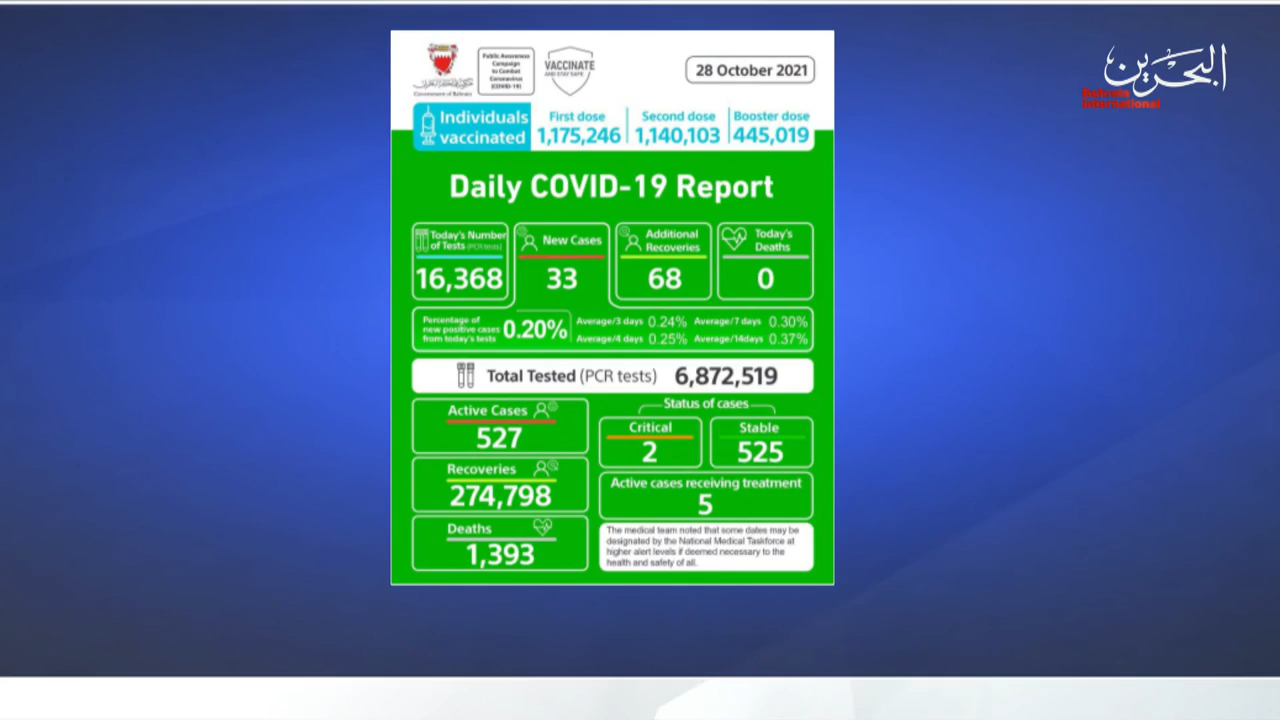 البحرين
Bahrain
International
Public Awareness
Campaign
to Combat
Coronavirus
(COVID-19)
VACCINATE
AND STAY SAFE
Government of Bahrain
28 October 2021
Individuals
vaccinated
First dose
1,175,246
Second dose
1,140,103
Booster dose
445,019
Daily COVID-19 Report
Today's Number
of Tests (PCR tests)
16,368
New Cases
33
Additional
Recoveries
68
Today's
Deaths
0
Percentage of
new positive cases
from today's tests
0.20%
Average/3 days 0.24%
Average/7 days 0.30%
Average/4 days 0.25%
Average/14days 0.37%
Total Tested (PCR tests) 6,872,519
Active Cases
527
Recoveries
274,798
Deaths
1,393
Status of cases
Critical
2
Stable
525
Active cases receiving treatment
5
The medical team noted that some dates may be
designated by the National Medical Taskforce at
higher alert levels if deemed necessary to the
health and safety of all.